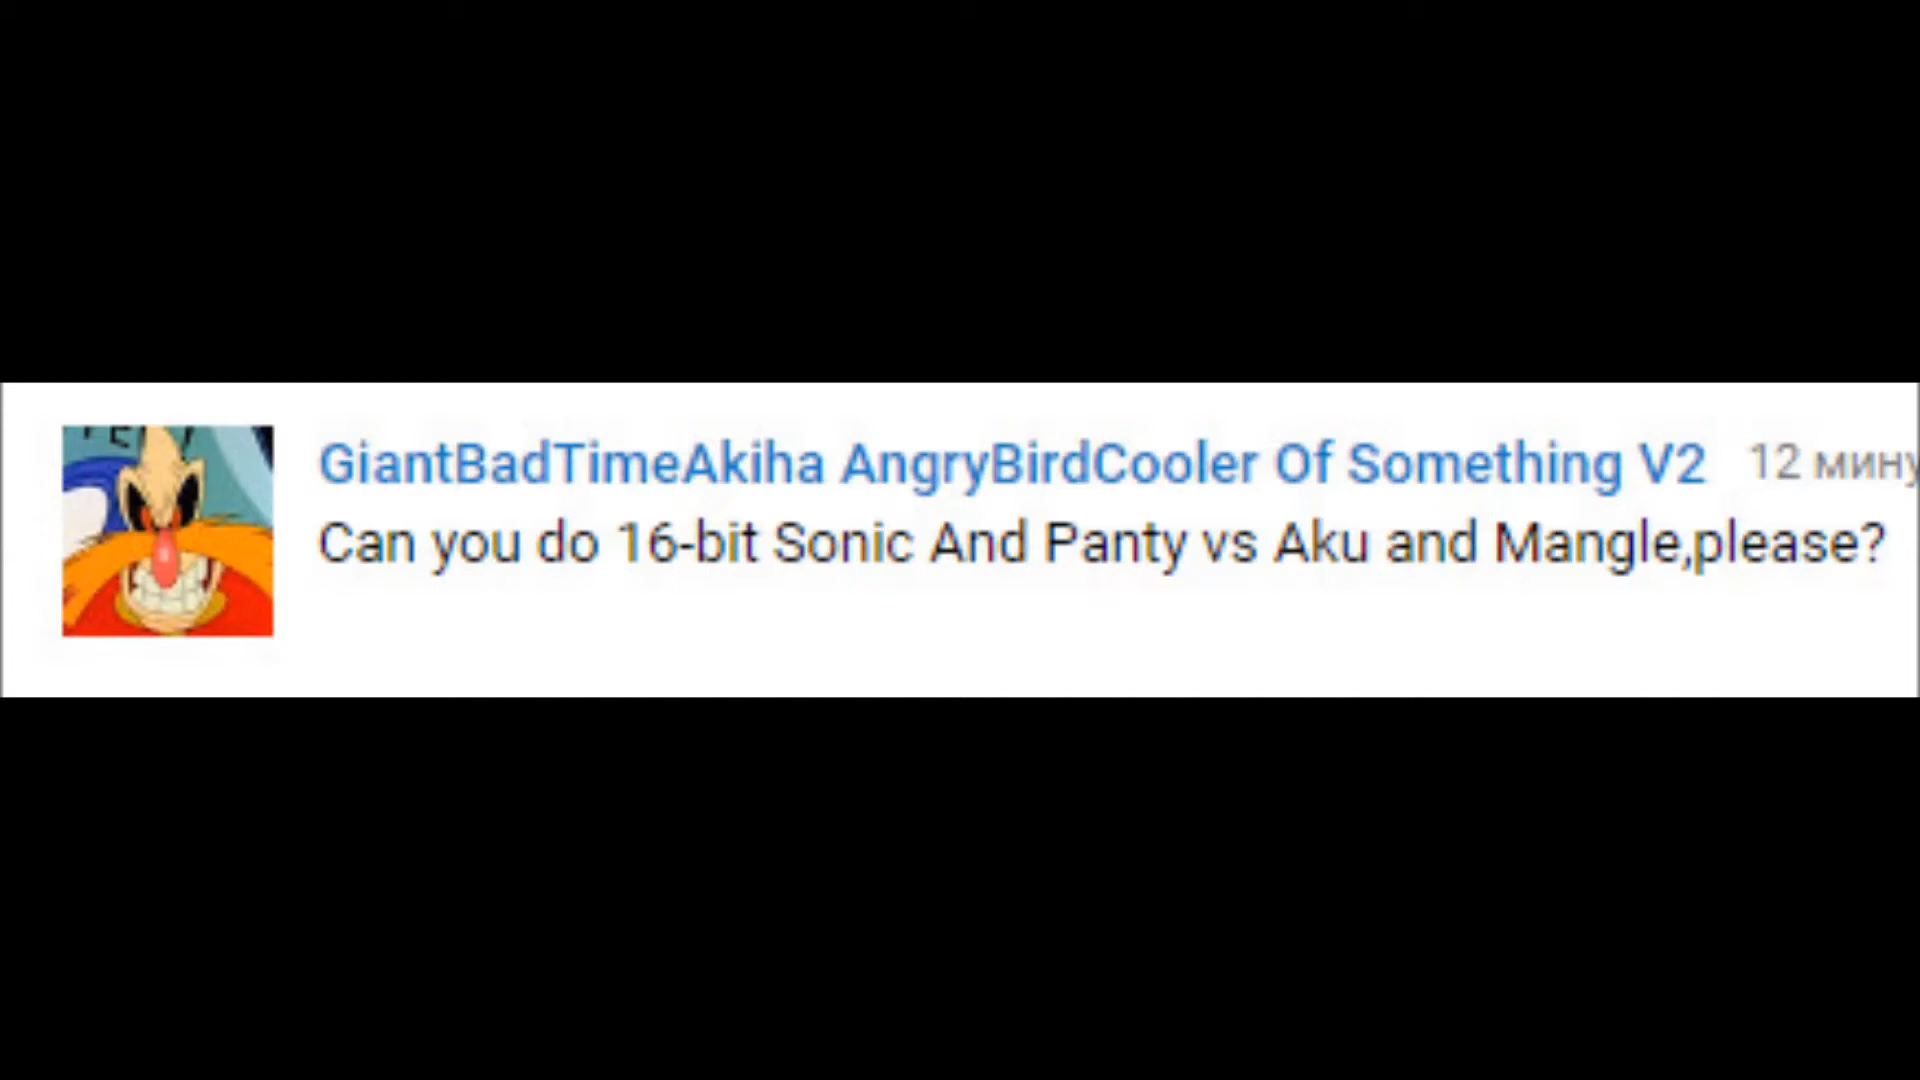 GiantBadTimeAkiha AngryBirdCooler Of Something V2 12 мину
Can you do 16-bit Sonic And Panty vs Aku and Mangle,please?